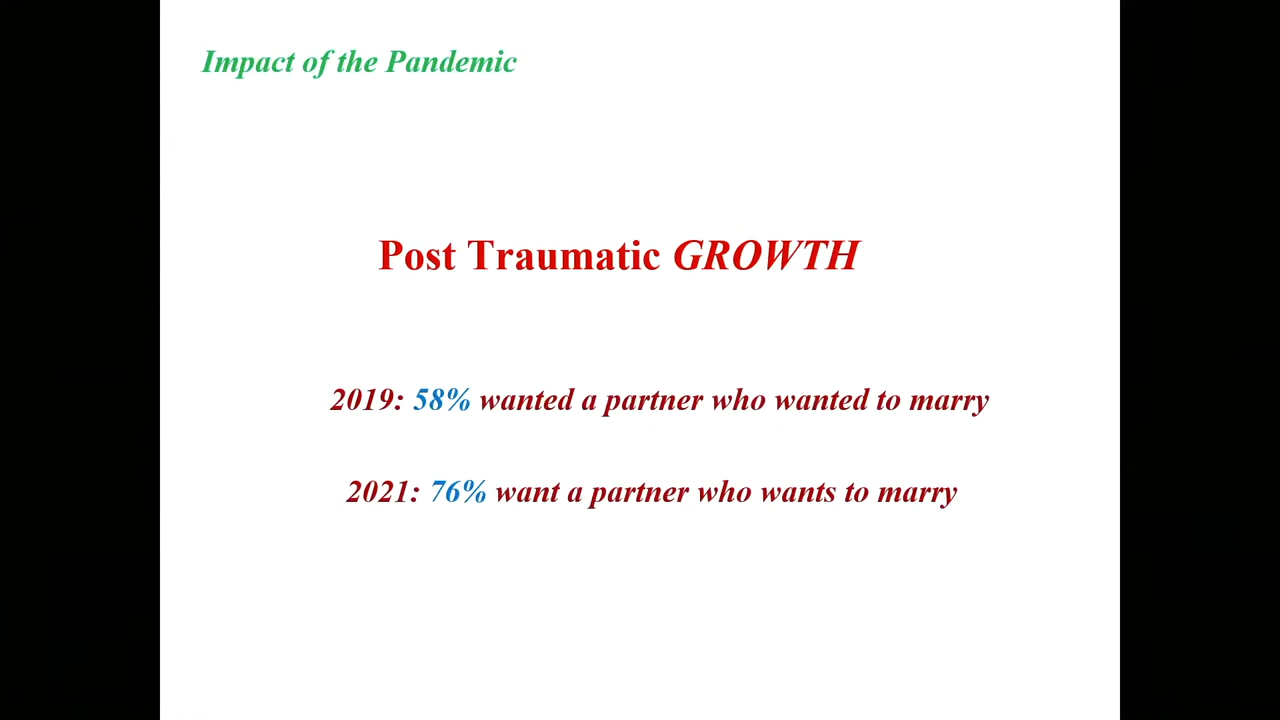 Impact of the Pandemic
Post Traumatic GROWTH
2019: 58% wanted a partner who wanted to marry
2021: 76% want a partner who wants to marry